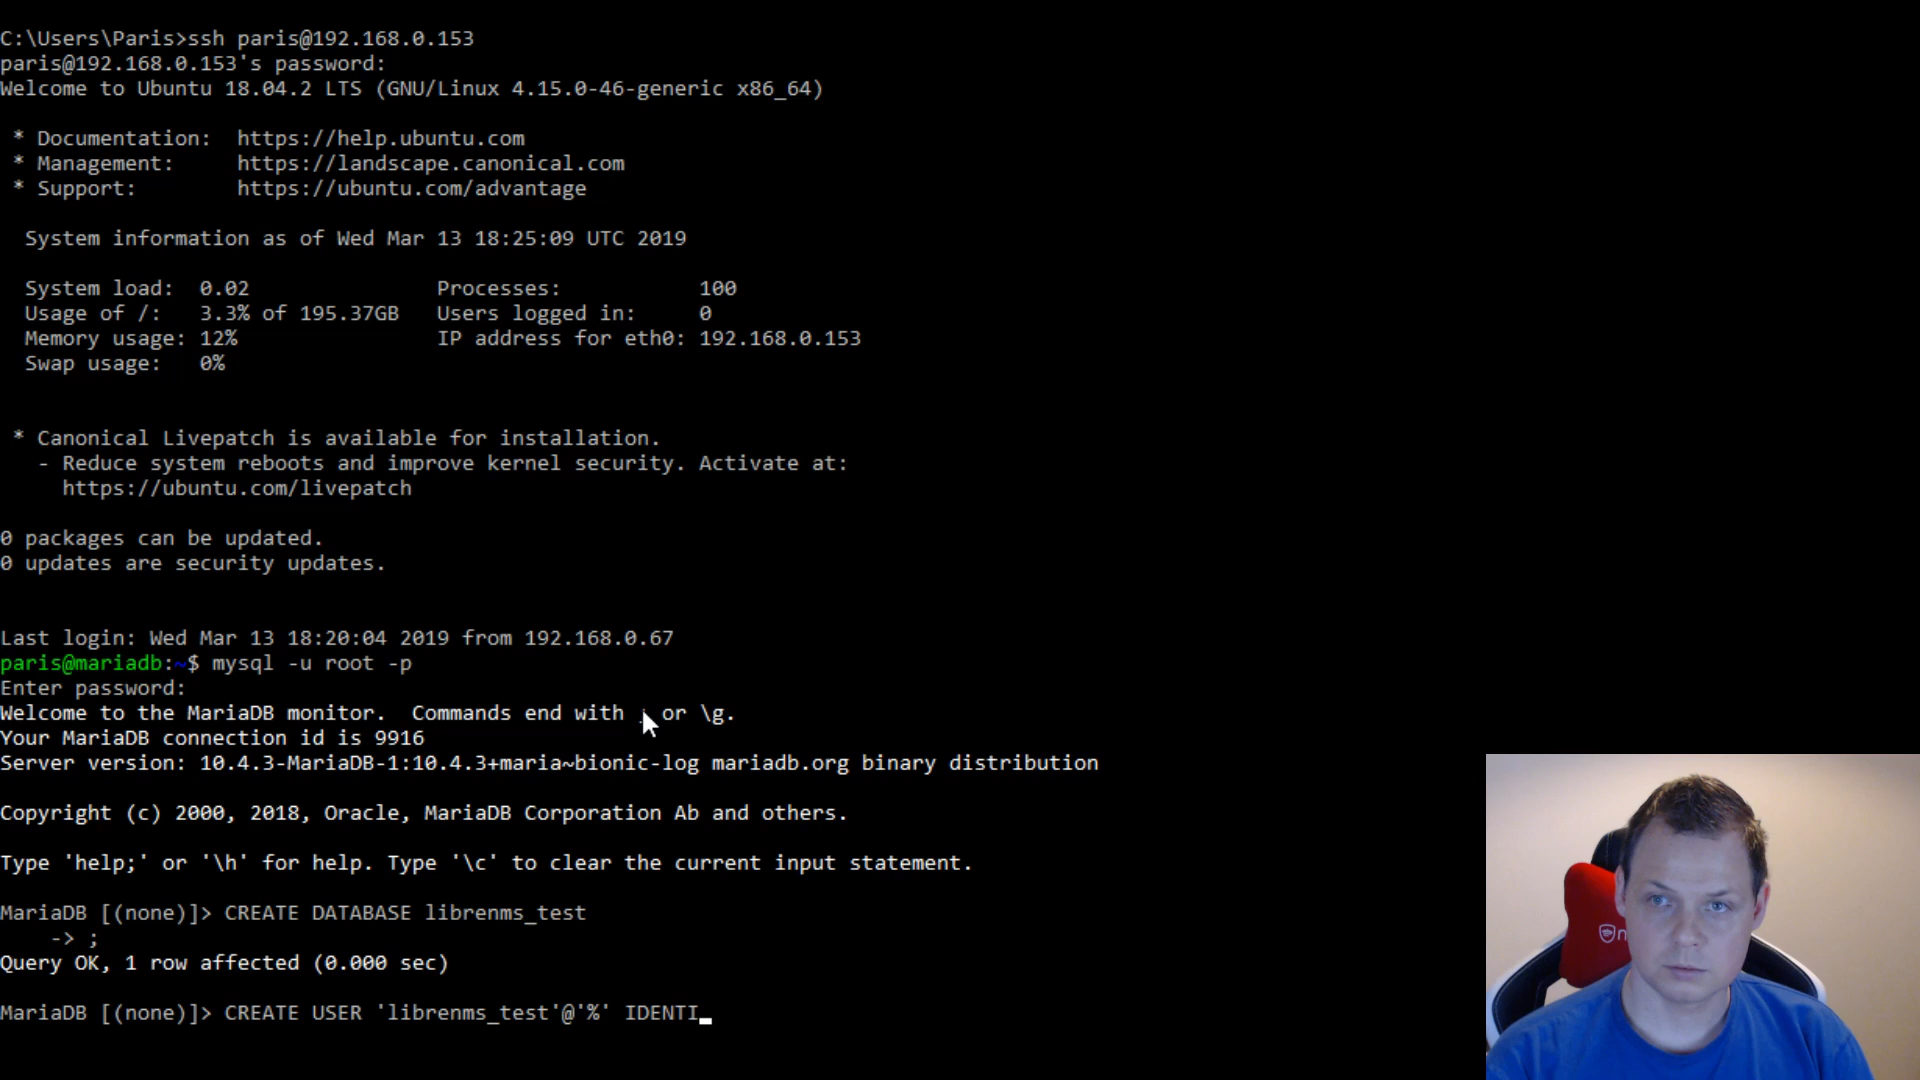 C:\Users\Paris>ssh paris@192.168.0.153
paris@192.168.0.153's password:
Welcome to Ubuntu 18.04.2 LTS (GNU/Linux 4.15.0-46-generic x86_64)
* Documentation:  https://help.ubuntu.com
* Management:     https://landscape.canonical.com
* Support:        https://ubuntu.com/advantage
System information as of Wed Mar 13 18:25:09 UTC 2019
System load:  0.02               Processes:           100
Usage of /:   3.3% of 195.37GB   Users logged in:     0
Memory usage: 12%                IP address for eth0: 192.168.0.153
Swap usage:   0%
* Canonical Livepatch is available for installation.
- Reduce system reboots and improve kernel security. Activate at:
https://ubuntu.com/livepatch
0 packages can be updated.
0 updates are security updates.
Last login: Wed Mar 13 18:20:04 2019 from 192.168.0.67
paris@mariadb:~$ mysql -u root -p
Enter password:
Welcome to the MariaDB monitor.  Commands end with or \g.
Your MariaDB connection id is 9916
Server version: 10.4.3-MariaDB-1:10.4.3+maria~bionic-log mariadb.org binary distribution
Copyright (c) 2000, 2018, Oracle, MariaDB Corporation Ab and others.
Type 'help;' or '\h' for help. Type '\c' to clear the current input statement.
MariaDB [(none)]> CREATE DATABASE librenms_test
-> ;
Query OK, 1 row affected (0.000 sec)
MariaDB [(none)]> CREATE USER 'librenms_test'@'%' IDENTI